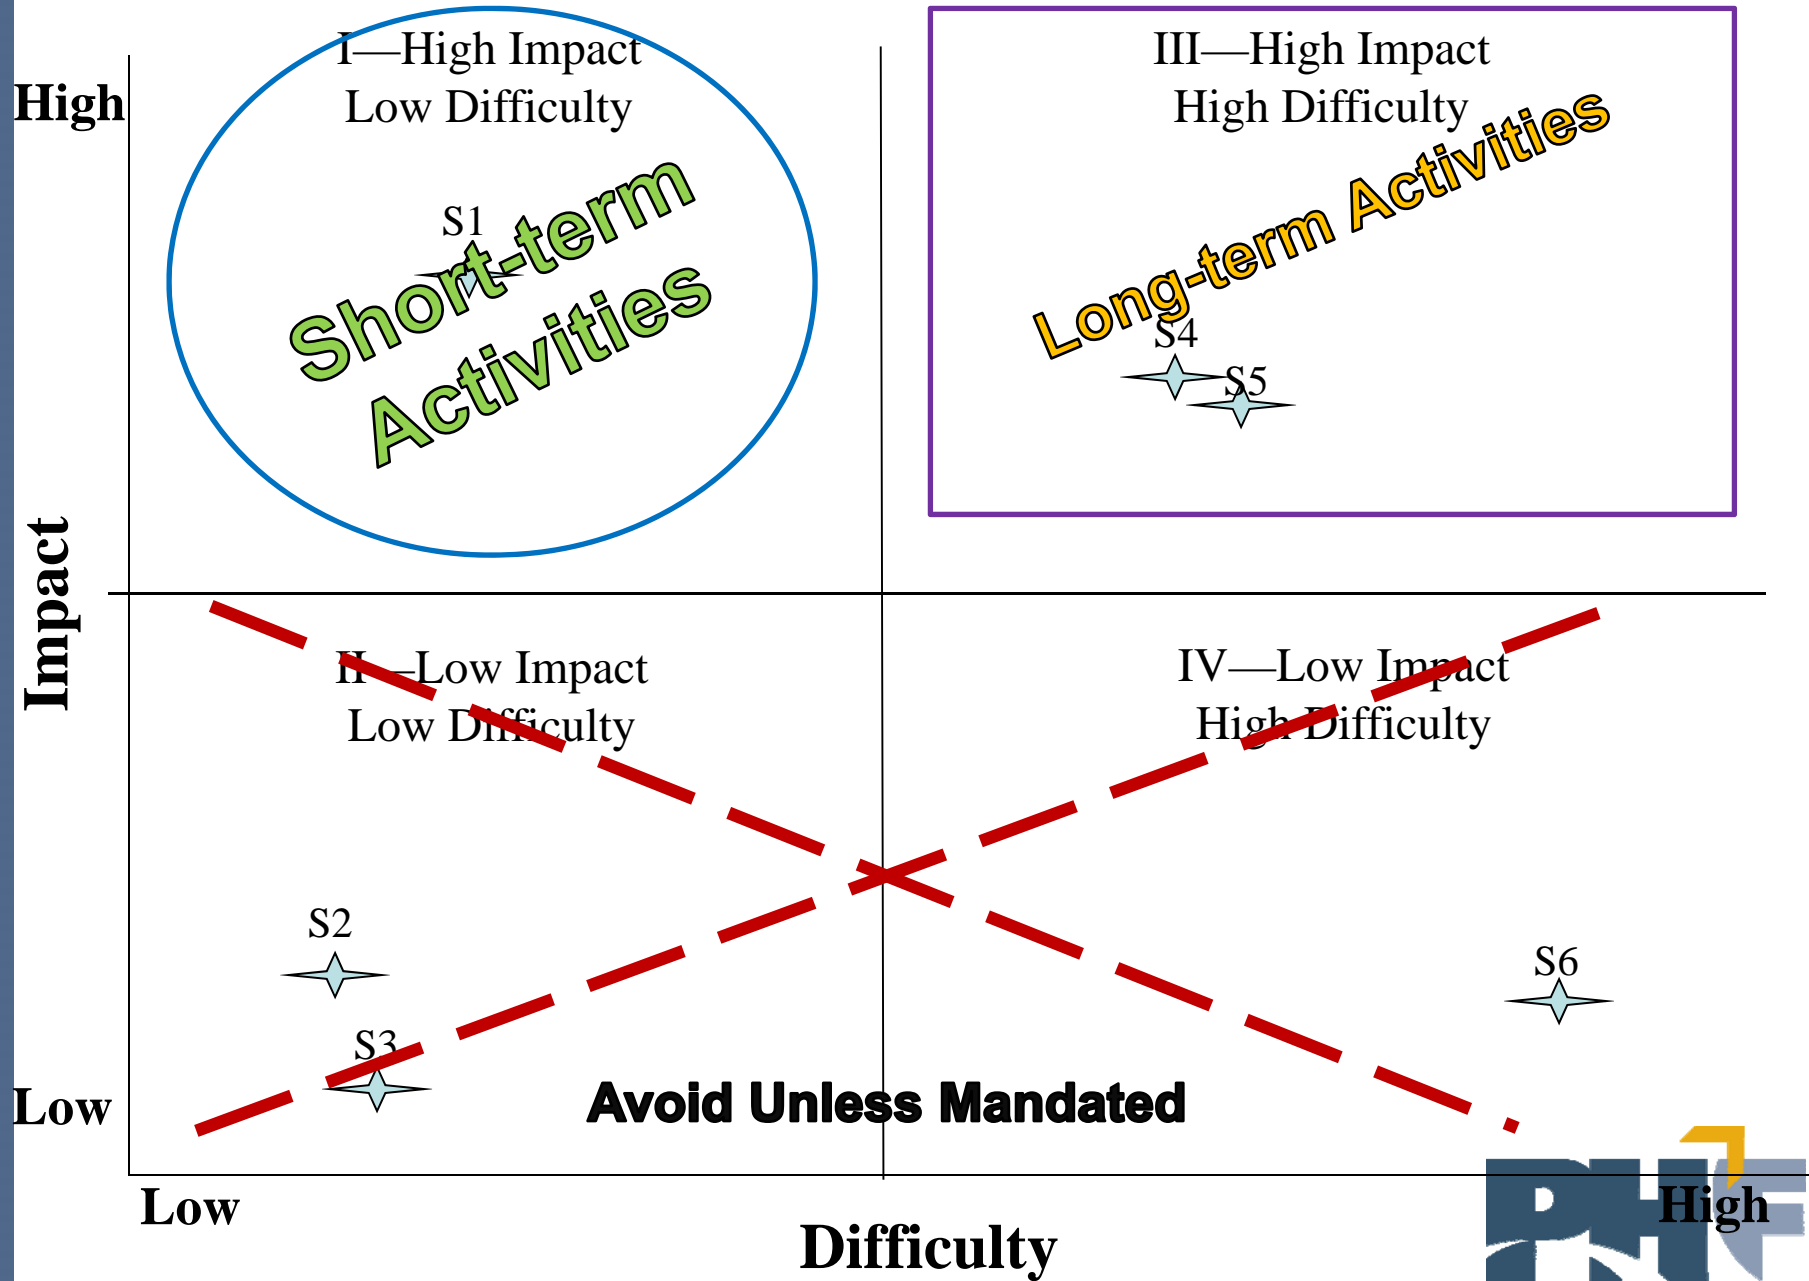 I—High Impact
Low Difficulty
III—High Impact
High Difficulty
High
Short-term
Activities
Long-term Activities
S1
S4
S5
Impact
II—Low Impact
Low Difficulty
IV—Low Impact
High Difficulty
S2
S6
S3
Avoid Unless Mandated
Low
Low
High
Difficulty
PHF